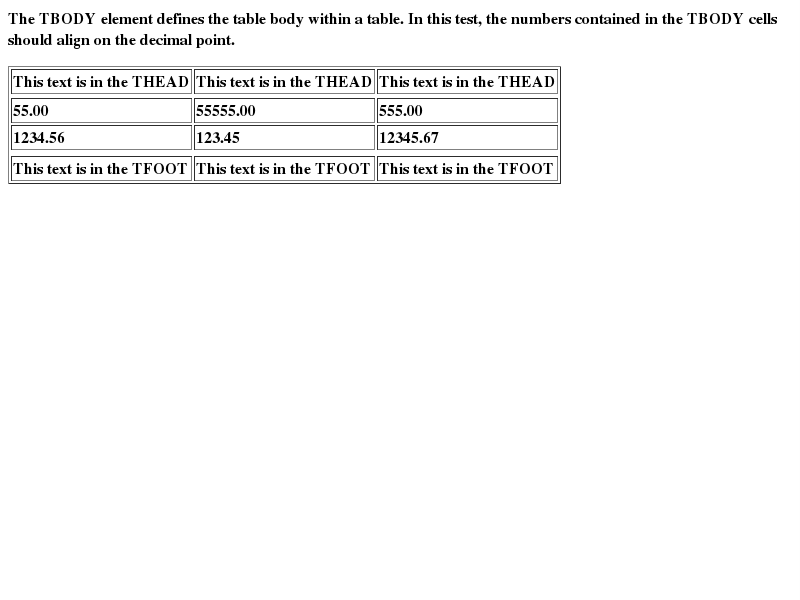 The TBODY element defines the table body within a table. In this test, the numbers contained in the TBODY cells
should align on the decimal point.
This text is in the THEAD This text is in the THEAD This text is in the THEAD
55.00 55555.00 555.00
1234.56 123.45 12345.67
This text is in the TFOOT This text is in the TFOOT This text is in the TFOOT